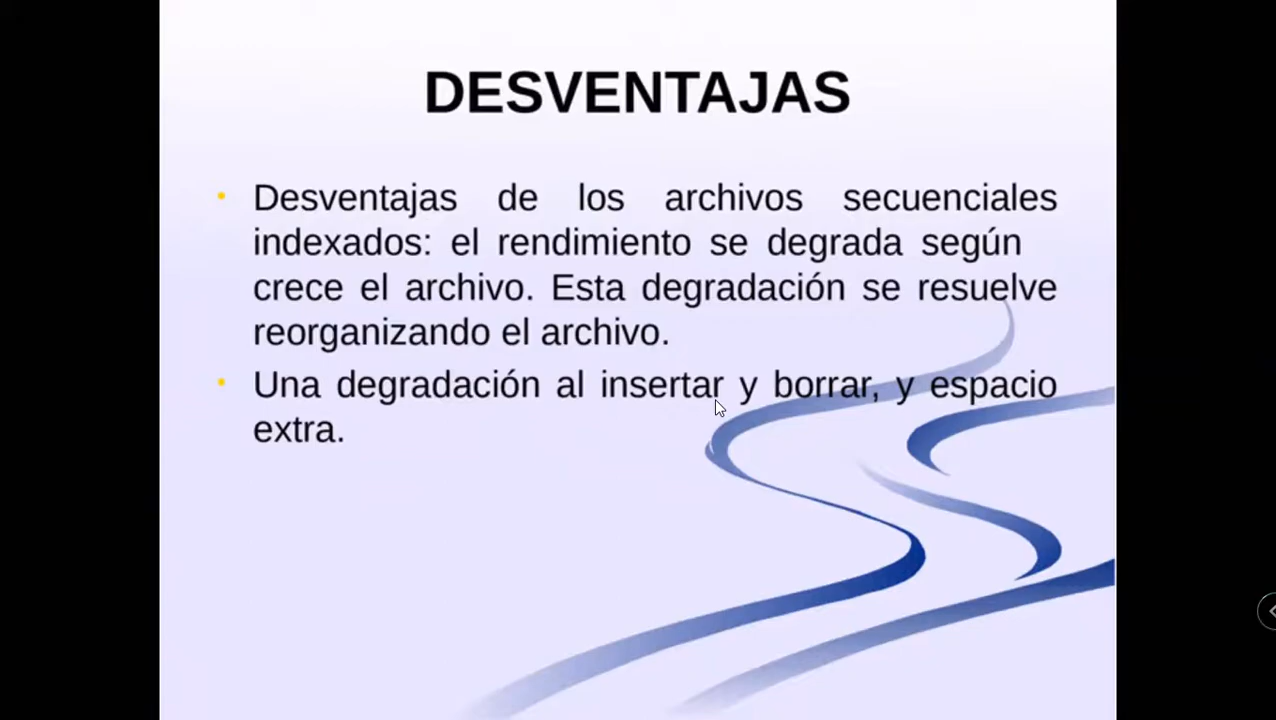 DESVENTAJAS
• Desventajas de los archivos secuenciales
indexados: el rendimiento se degrada según
crece el archivo. Esta degradación se resuelve
reorganizando el archivo.
• Una degradación al insertar y borrar, y espacio
extra.